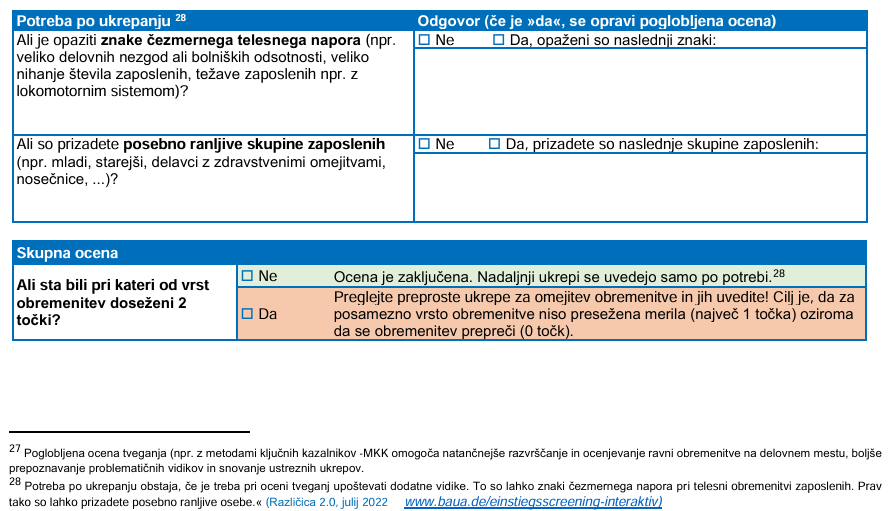 Potreba po ukrepanju 28
Odgovor (če je »da«, se opravi poglobljena ocena)
Ali je opaziti znake čezmernega telesnega napora (npr.
veliko delovnih nezgod ali bolniških odsotnosti, veliko
nihanje števila zaposlenih, težave zaposlenih npr. z
lokomotornim sistemom)?
☐ Ne ☐ Da, opaženi so naslednji znaki:
Ali so prizadete posebno ranljive skupine zaposlenih
(npr. mladi, starejši, delavci z zdravstvenimi omejitvami,
nosečnice, ...)?
☐ Ne ☐ Da, prizadete so naslednje skupine zaposlenih:
Skupna ocena
Ali sta bili pri kateri od vrst
obremenitev doseženi 2
točki?
☐ Ne Ocena je zaključena. Nadaljnji ukrepi se uvedejo samo po potrebi.28
☐ Da
Preglejte preproste ukrepe za omejitev obremenitve in jih uvedite! Cilj je, da za
posamezno vrsto obremenitve niso presežena merila (največ 1 točka) oziroma
da se obremenitev prepreči (0 točk).
27 Poglobljena ocena tveganja (npr. z metodami ključnih kazalnikov -MKK omogoča natančnejše razvrščanje in ocenjevanje ravni obremenitve na delovnem mestu, boljše
prepoznavanje problematičnih vidikov in snovanje ustreznih ukrepov.
28 Potreba po ukrepanju obstaja, če je treba pri oceni tveganj upoštevati dodatne vidike. To so lahko znaki čezmernega napora pri telesni obremenitvi zaposlenih. Prav
tako so lahko prizadete posebno ranljive osebe.« (Različica 2.0, julij 2022 www.baua.de/einstiegsscreening-interaktiv)